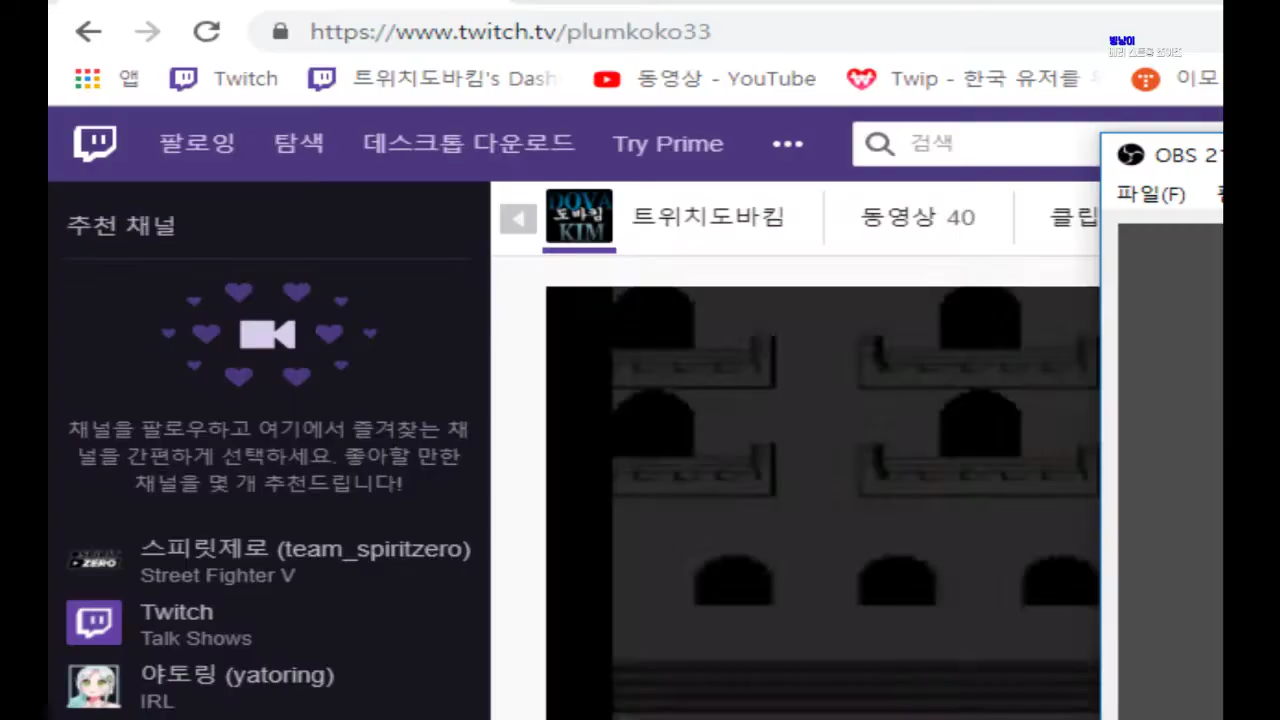 https://www.twitch.tv/plumkoko33
앱
Twitch
트위치도바킴's Dash
동영상 - YouTube
Twip - 한국 유저를
이모
팔로잉
탐색
데스크톱 다운로드
Try Prime
검색
OBS 21
파일(F)
추천 채널
DOVA
도바킴
KIM
트위치도바킴
동영상 40
클립
채널을 팔로우하고 여기에서 즐겨찾는 채
널을 간편하게 선택하세요. 좋아할 만한
채널을 몇 개 추천드립니다!
ZERO
스피릿제로 (team_spiritzero)
Street Fighter V
Twitch
Talk Shows
야토링 (yatoring)
IRL